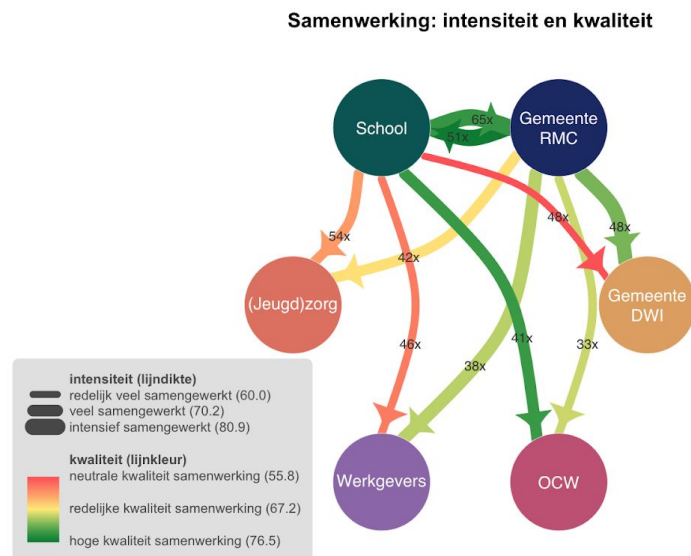 Samenwerking: intensiteit en kwaliteit
School
65x
51x
Gemeente
RMC
54x
42x
48x
48x
(Jeugd)zorg
Gemeente
DWI
46x
38x
41x
33x
Werkgevers
OCW
intensiteit (lijndikte)
redelijk veel samengewerkt (60.0)
veel samengewerkt (70.2)
intensief samengewerkt (80.9)
kwaliteit (lijnkleur)
neutrale kwaliteit samenwerking (55.8)
redelijke kwaliteit samenwerking (67.2)
hoge kwaliteit samenwerking (76.5)